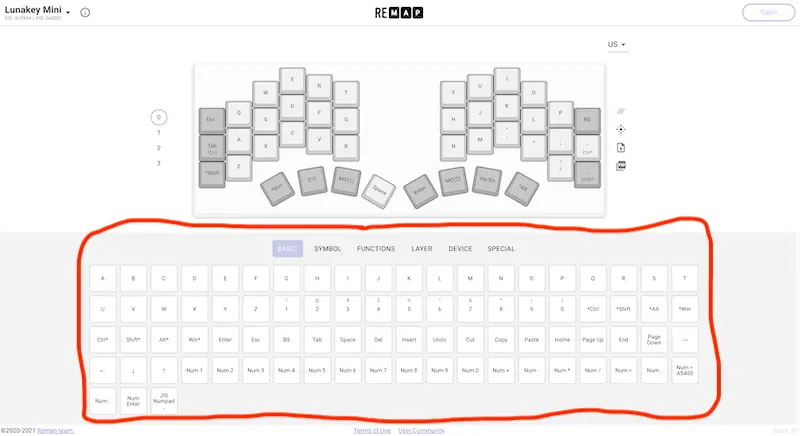 Lunakey Mini
VID: 0x5954 / PID: 0x0001
REMAP
US
0
1
2
3
Esc Q W E R T
Tab *Ctrl A S D F G
*Shift Z X C V B
*Win MO(1) Space
Y U I O P BS
H J K L ; Ctrl*
N M /
Enter MO(2) *Alt
BASIC SYMBOL FUNCTIONS LAYER DEVICE SPECIAL
A B C D E F G H I J K L M N O P Q R S T
U V W X Y Z ! 1 @ 2 # 3 $ 4 % 5 ^ 6 & 7 * 8 ( 9 ) 0 *Ctrl *Shift *Alt *Win
Ctrl* Shift* Alt* Win* Enter Esc BS Tab Space Del Insert Undo Cut Copy Paste Home Page Up End Page Down →
← ↓ ↑ Num 1 Num 2 Num 3 Num 4 Num 5 Num 6 Num 7 Num 8 Num 9 Num 0 Num + Num - Num * Num / Num = Num , Num = AS400
Num . Num Enter JIS Numpad ,
©2020-2021 Remap team. Terms of Use User Community